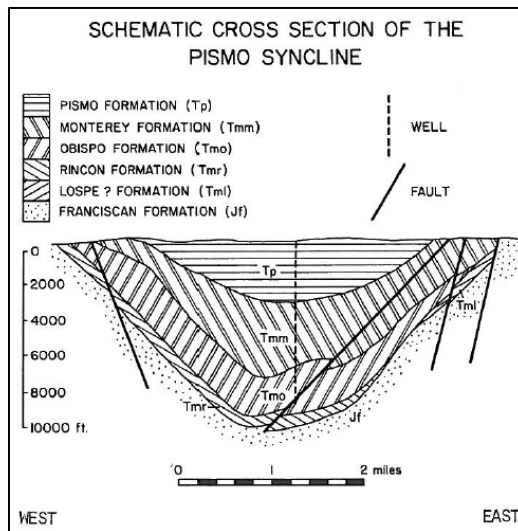 SCHEMATIC CROSS SECTION OF THE
PISMO SYNCLINE
PISMO FORMATION (Tp)
MONTEREY FORMATION (Tmm)
OBISPO FORMATION (Tmo)
RINCON FORMATION (Tmr)
LOSPE ? FORMATION (Tml)
FRANCISCAN FORMATION (Jf)
WELL
FAULT
0
2000
4000
6000
8000
10000 ft.
Tp
Tmm
Tmo
Tmr
Tml
Jf
0 1 2 miles
WEST EAST